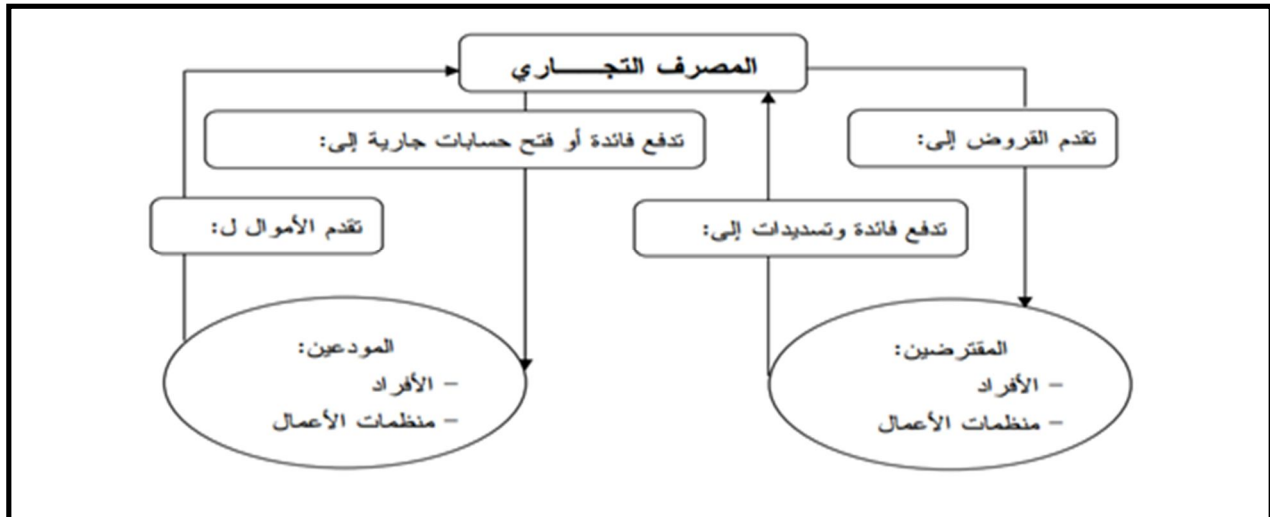 المصرف التجـــــاري
تقدم القروض إلى:
تدفع فائدة أو فتح حسابات جارية إلى:
تدفع فائدة وتسديدات إلى:
تقدم الأموال ل:
المقترضين:
– الأفراد
– منظمات الأعمال
المودعين:
– الأفراد
– منظمات الأعمال